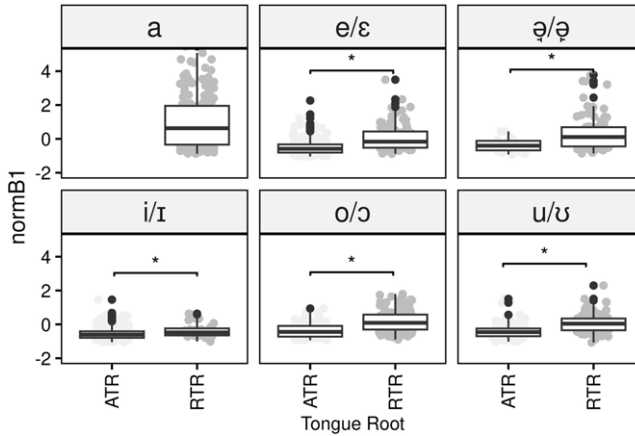 a e/ɛ ə̘/ə̙
* *
4
2
0
-2
normB1
i/ɪ o/ɔ u/ʊ
* * *
4
2
0
-2
ATR RTR ATR RTR ATR RTR
Tongue Root